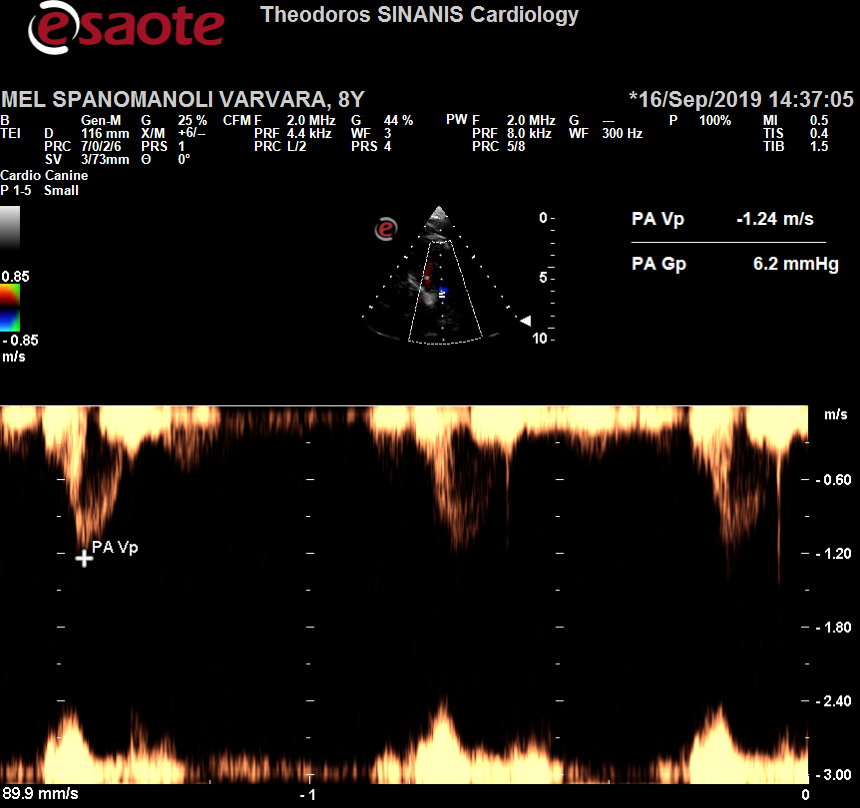 esaote
Theodoros SINANIS Cardiology
MEL SPANOMANOLI VARVARA, 8Y *16/Sep/2019 14:37:05
B Gen-M G 25 % CFM F 2.0 MHz G 44 % PW F 2.0 MHz G --- P 100% MI 0.5
TEI D 116 mm X/M +6/-- PRF 4.4 kHz WF 3 PRF 8.0 kHz WF 300 Hz TIS 0.4
PRC 7/0/2/6 PRS 1 PRC L/2 PRS 4 PRC 5/8 TIB 1.5
SV 3/73mm Θ 0°
Cardio Canine
P 1-5 Small
e
0
PA Vp -1.24 m/s
PA Gp 6.2 mmHg
0.85
5
-0.85
m/s
10
m/s
-0.60
PA Vp
-1.20
-1.80
-2.40
-3.00
89.9 mm/s -1 0